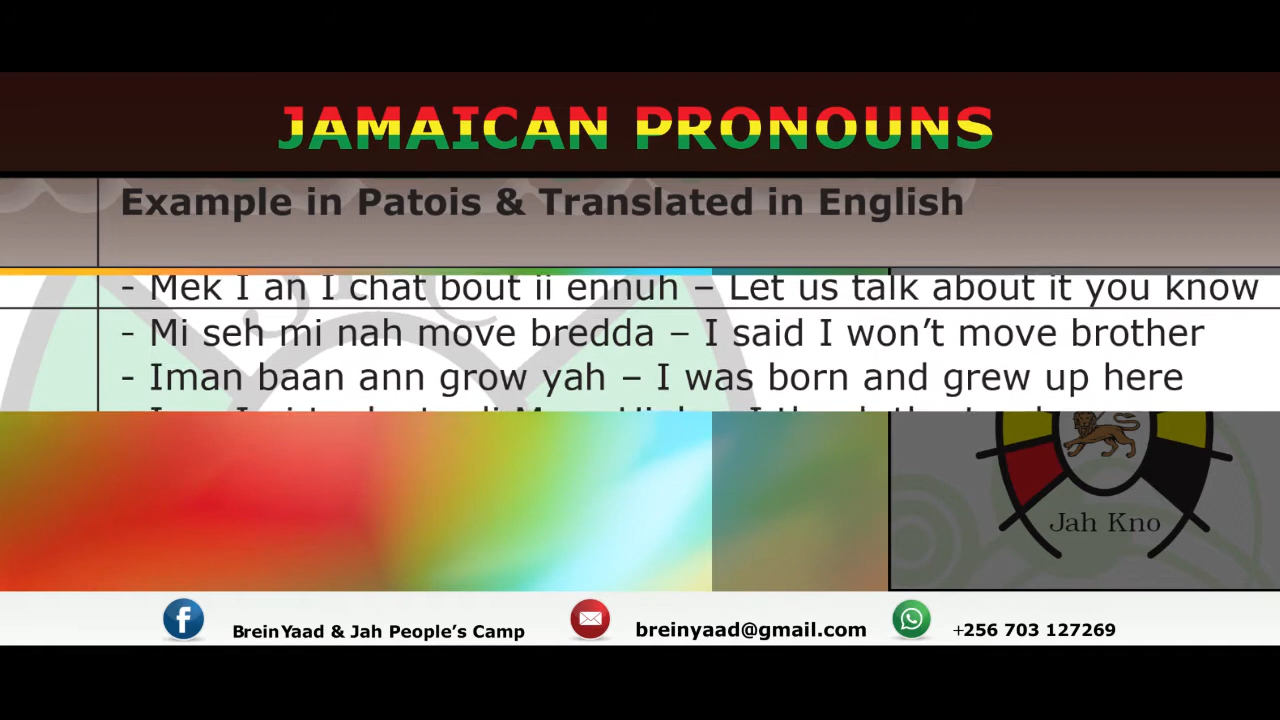 JAMAICAN PRONOUNS
Example in Patois & Translated in English
- Mek I an I chat bout ii ennuh – Let us talk about it you know
- Mi seh mi nah move bredda – I said I won’t move brother
- Iman baan ann grow yah – I was born and grew up here
Jah Kno
BreinYaad & Jah People’s Camp
breinyaad@gmail.com
+256 703 127269